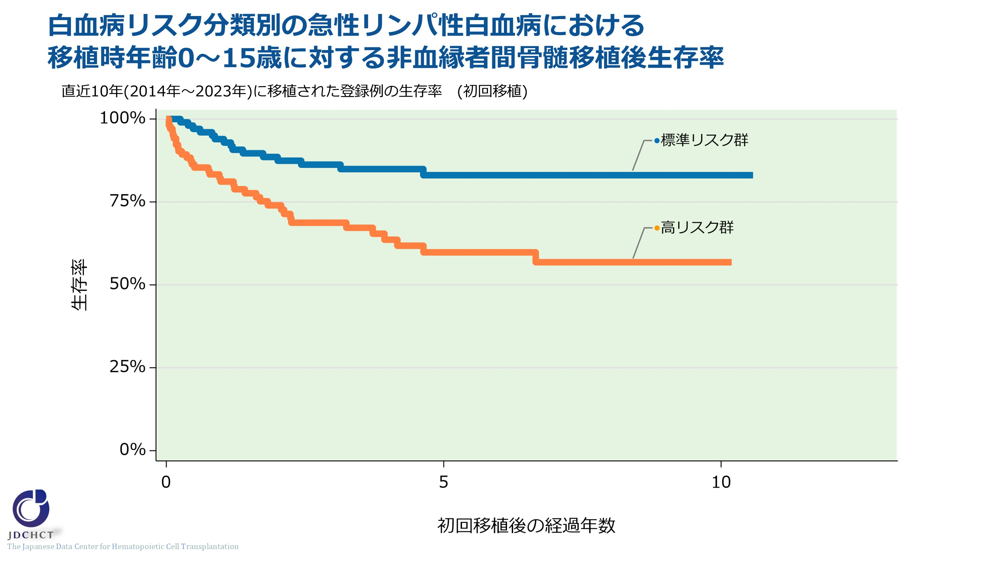 白血病リスク分類別の急性リンパ性白血病における
移植時年齢0～15歳に対する非血縁者間骨髄移植後生存率
直近10年(2014年～2023年)に移植された登録例の生存率　(初回移植)
100%
75%
50%
25%
0%
生存率
標準リスク群
高リスク群
0
5
10
初回移植後の経過年数
JDCHCT
The Japanese Data Center for Hematopoietic Cell Transplantation